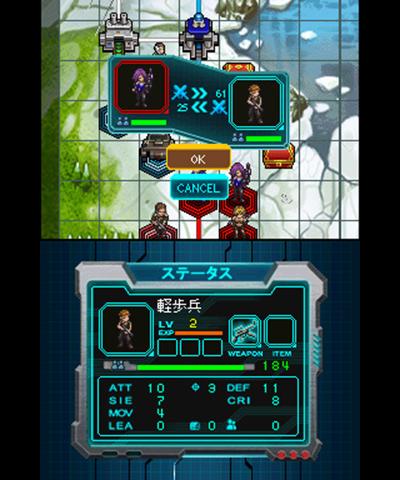 61
25
OK
CANCEL
ステータス
軽歩兵
LV 2
EXP
WEAPON ITEM
184
ATT 10 3 DEF 11
SIE 7 CRI 8
MOV 4
LEA 0 0 0